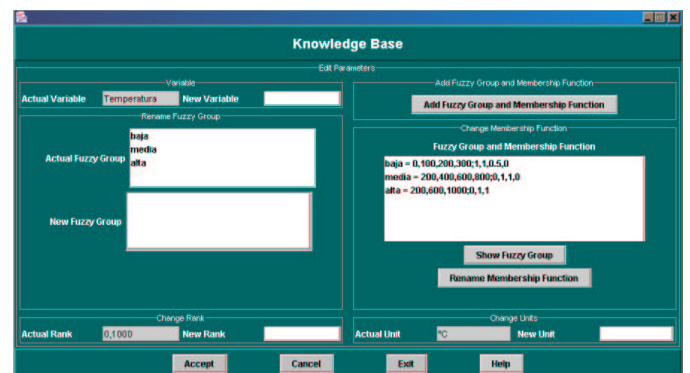 Knowledge Base
Edit Parameters
Variable
Actual Variable Temperatura New Variable
Rename Fuzzy Group
Actual Fuzzy Group
baja
media
alta
New Fuzzy Group
Change Rank
Actual Rank 0,1000 New Rank
Add Fuzzy Group and Membership Function
Add Fuzzy Group and Membership Function
Change Membership Function
Fuzzy Group and Membership Function
baja = 0,100,200,300;1,1,0.5,0
media = 200,400,600,800;0,1,1,0
alta = 200,600,1000;0,1,1
Show Fuzzy Group
Rename Membership Function
Change Units
Actual Unit ºC New Unit
Accept Cancel Exit Help